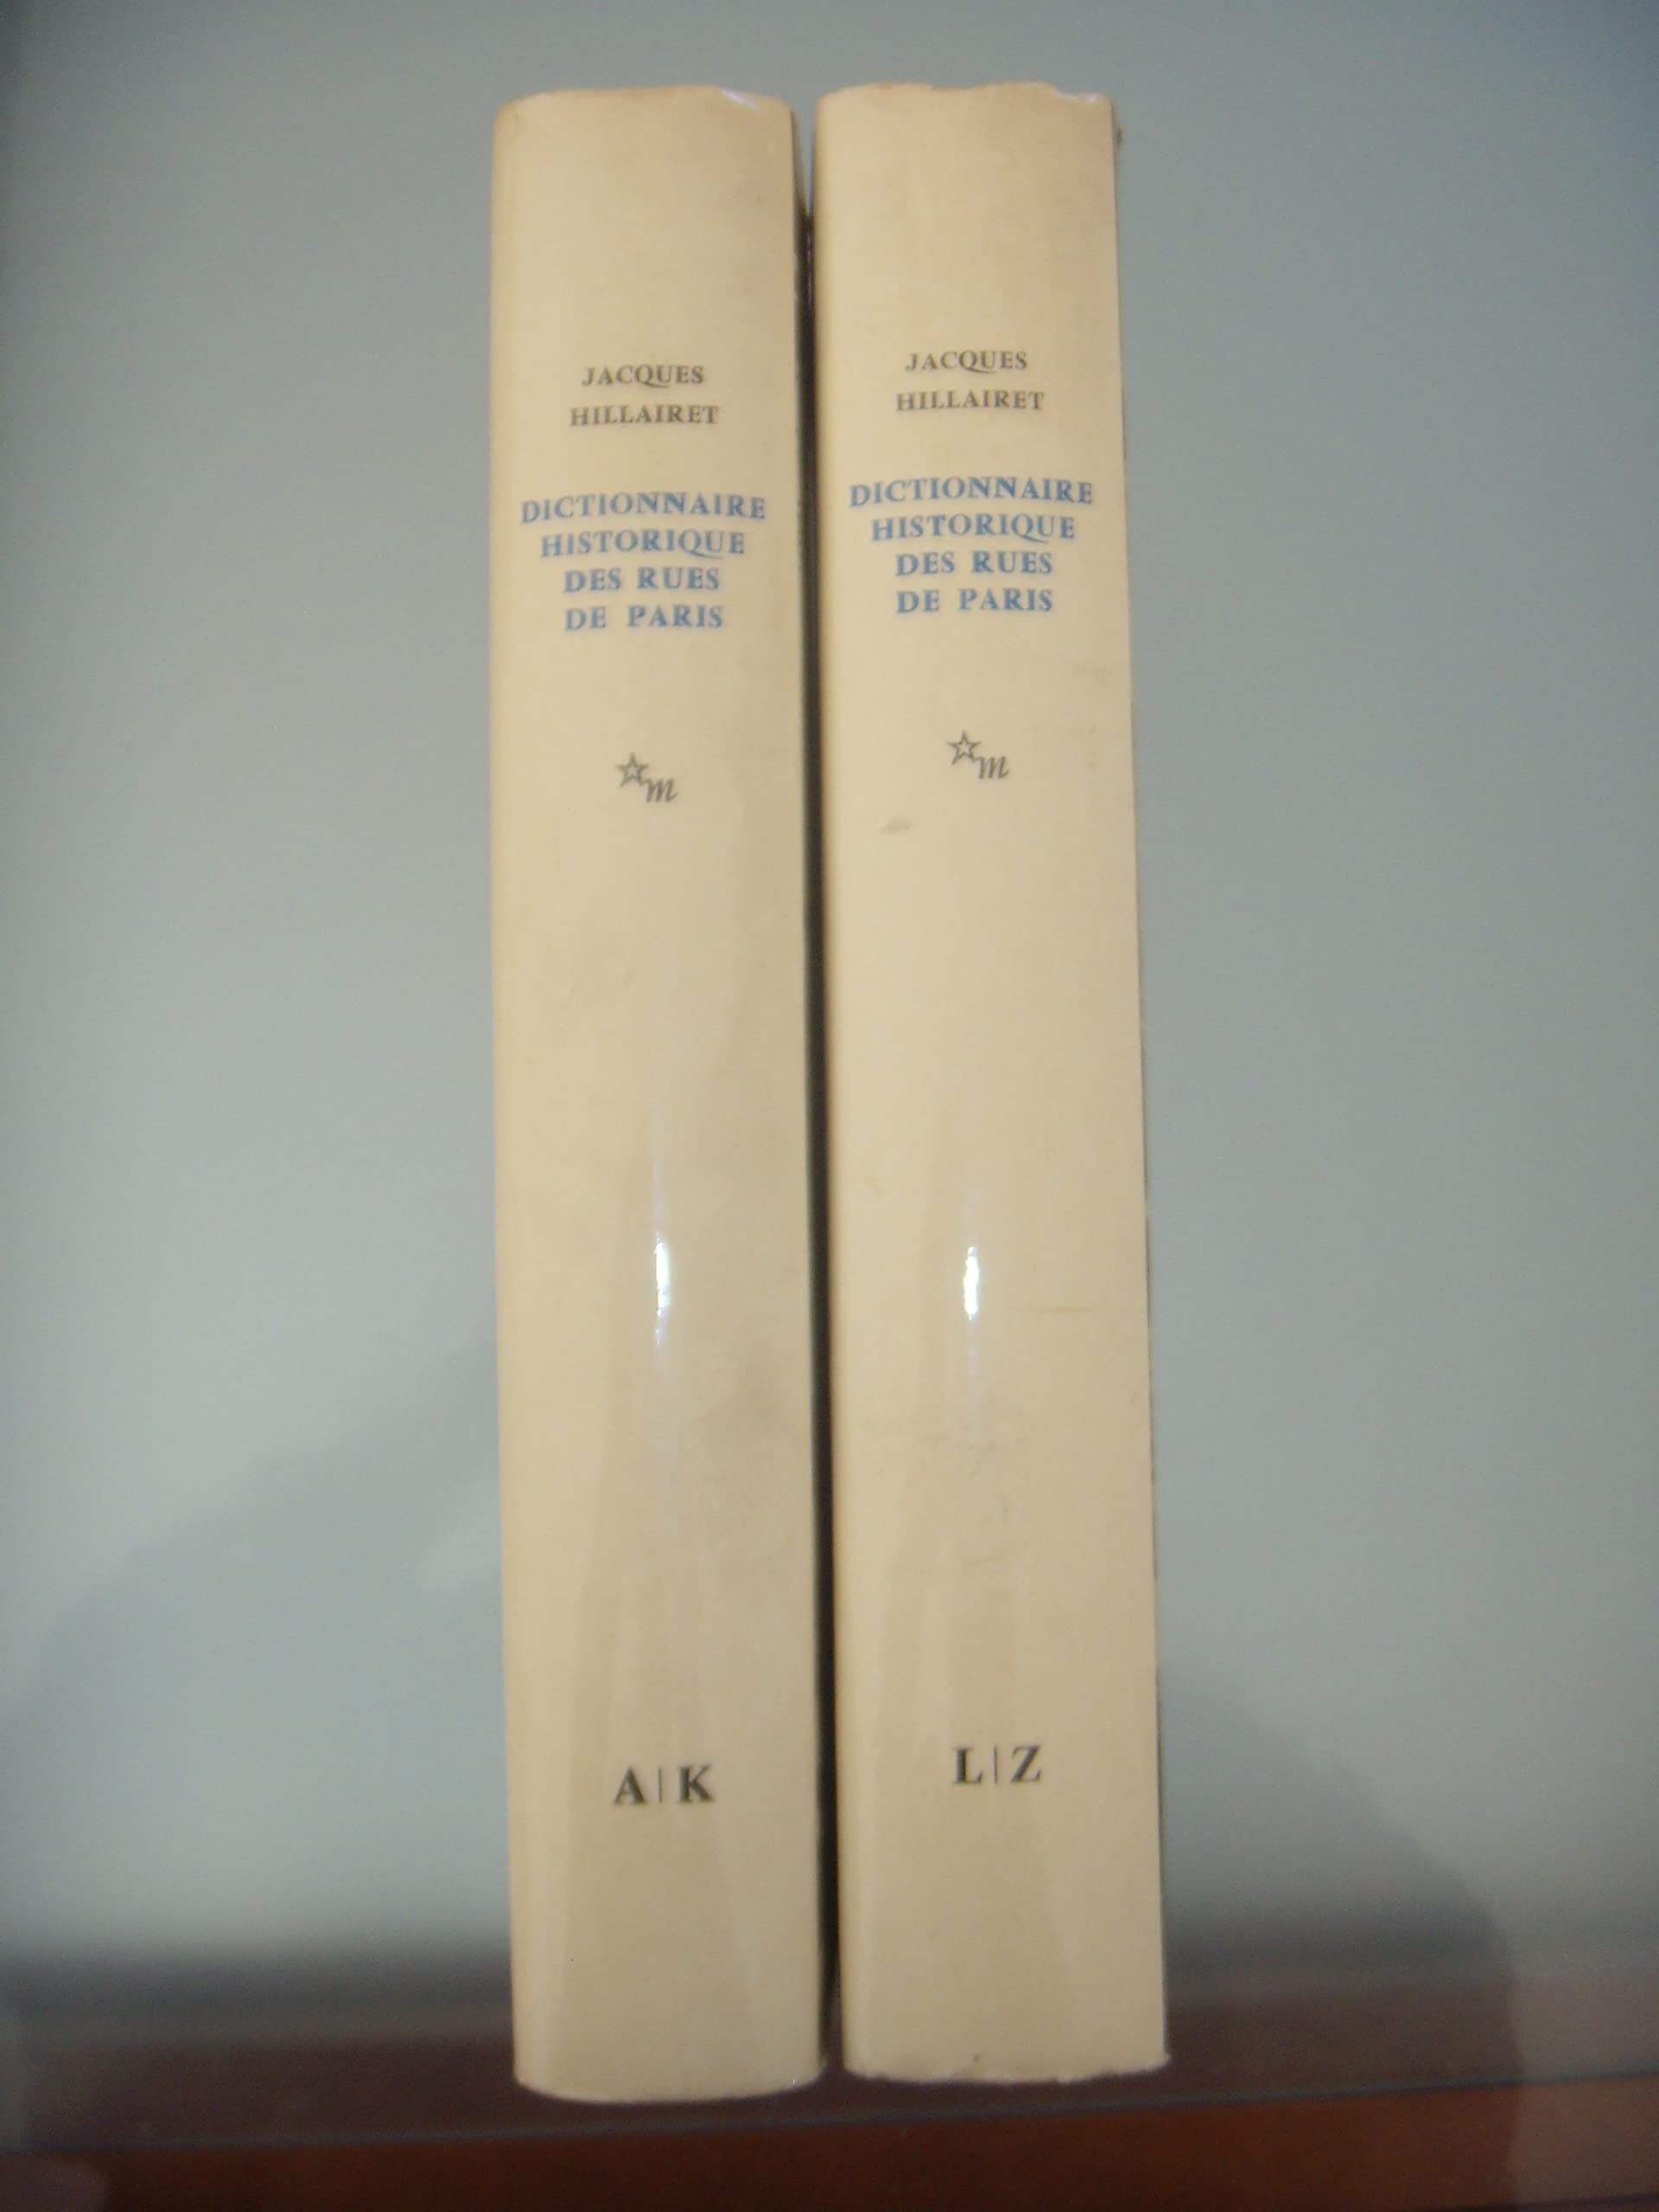 JACQUES
HILLAIRET
DICTIONNAIRE
HISTORIQUE
DES RUES
DE PARIS
m
A|K
JACQUES
HILLAIRET
DICTIONNAIRE
HISTORIQUE
DES RUES
DE PARIS
m
L|Z